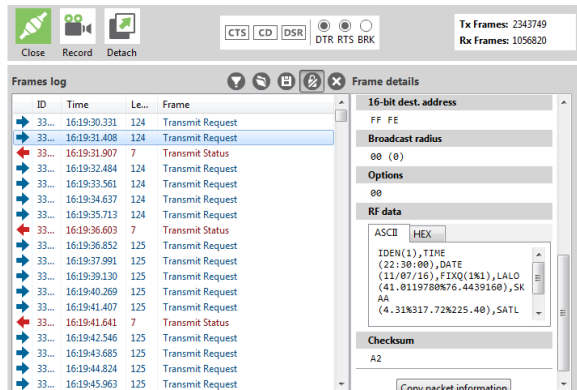 Close
Record
Detach
CTS CD DSR
DTR RTS BRK
Tx Frames: 2343749
Rx Frames: 1056820
Frames log
ID Time Le... Frame
33... 16:19:30.331 124 Transmit Request
33... 16:19:31.408 124 Transmit Request
33... 16:19:31.907 7 Transmit Status
33... 16:19:32.484 124 Transmit Request
33... 16:19:33.561 124 Transmit Request
33... 16:19:34.637 124 Transmit Request
33... 16:19:35.713 124 Transmit Request
33... 16:19:36.603 7 Transmit Status
33... 16:19:36.852 125 Transmit Request
33... 16:19:37.991 125 Transmit Request
33... 16:19:39.130 125 Transmit Request
33... 16:19:40.269 125 Transmit Request
33... 16:19:41.407 125 Transmit Request
33... 16:19:41.641 7 Transmit Status
33... 16:19:42.546 125 Transmit Request
33... 16:19:43.685 125 Transmit Request
33... 16:19:44.824 125 Transmit Request
33... 16:19:45.963 125 Transmit Request
Frame details
16-bit dest. address
FF FE
Broadcast radius
00 (0)
Options
00
RF data
ASCII HEX
IDEN(1),TIME
(22:30:00),DATE
(11/07/16),FIXQ(1%1),LALO
(41.0119780%76.4439160),SK
AA
(4.31%317.72%225.40),SATL
Checksum
A2
Copy packet information